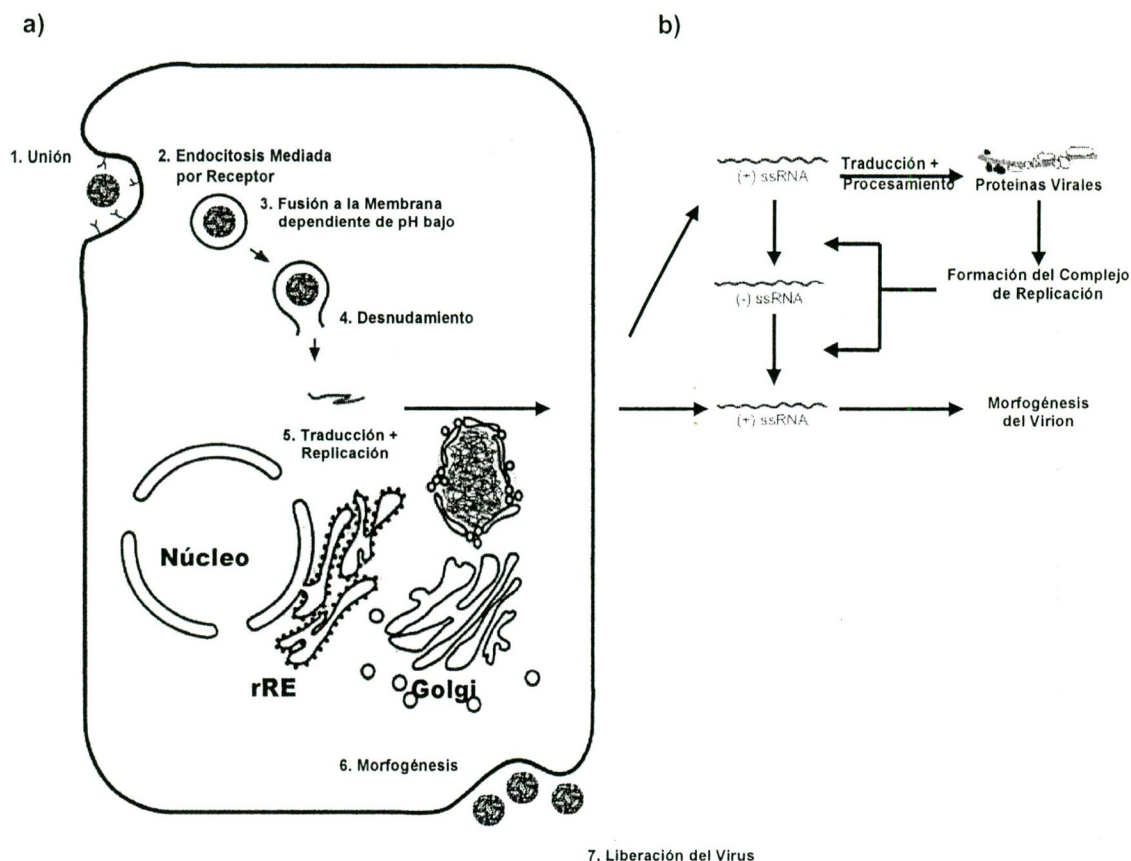 a)
b)
1. Unión
2. Endocitosis Mediada
por Receptor
3. Fusión a la Membrana
dependiente de pH bajo
4. Desnudamiento
5. Traducción +
Replicación
Núcleo
rRE
Golgi
6. Morfogénesis
7. Liberación del Virus
(+) ssRNA
Traducción +
Procesamiento
Proteinas Virales
(-) ssRNA
Formación del Complejo
de Replicación
(+) ssRNA
Morfogénesis
del Virion